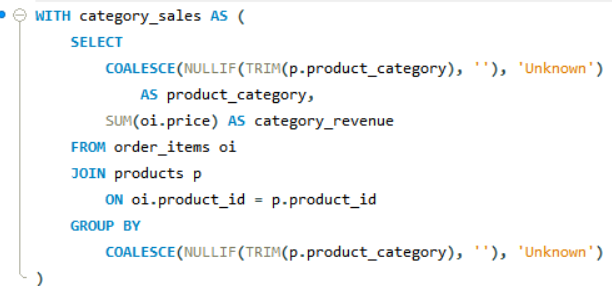 WITH category_sales AS (
SELECT
COALESCE(NULLIF(TRIM(p.product_category), ''), 'Unknown')
AS product_category,
SUM(oi.price) AS category_revenue
FROM order_items oi
JOIN products p
ON oi.product_id = p.product_id
GROUP BY
COALESCE(NULLIF(TRIM(p.product_category), ''), 'Unknown')
)